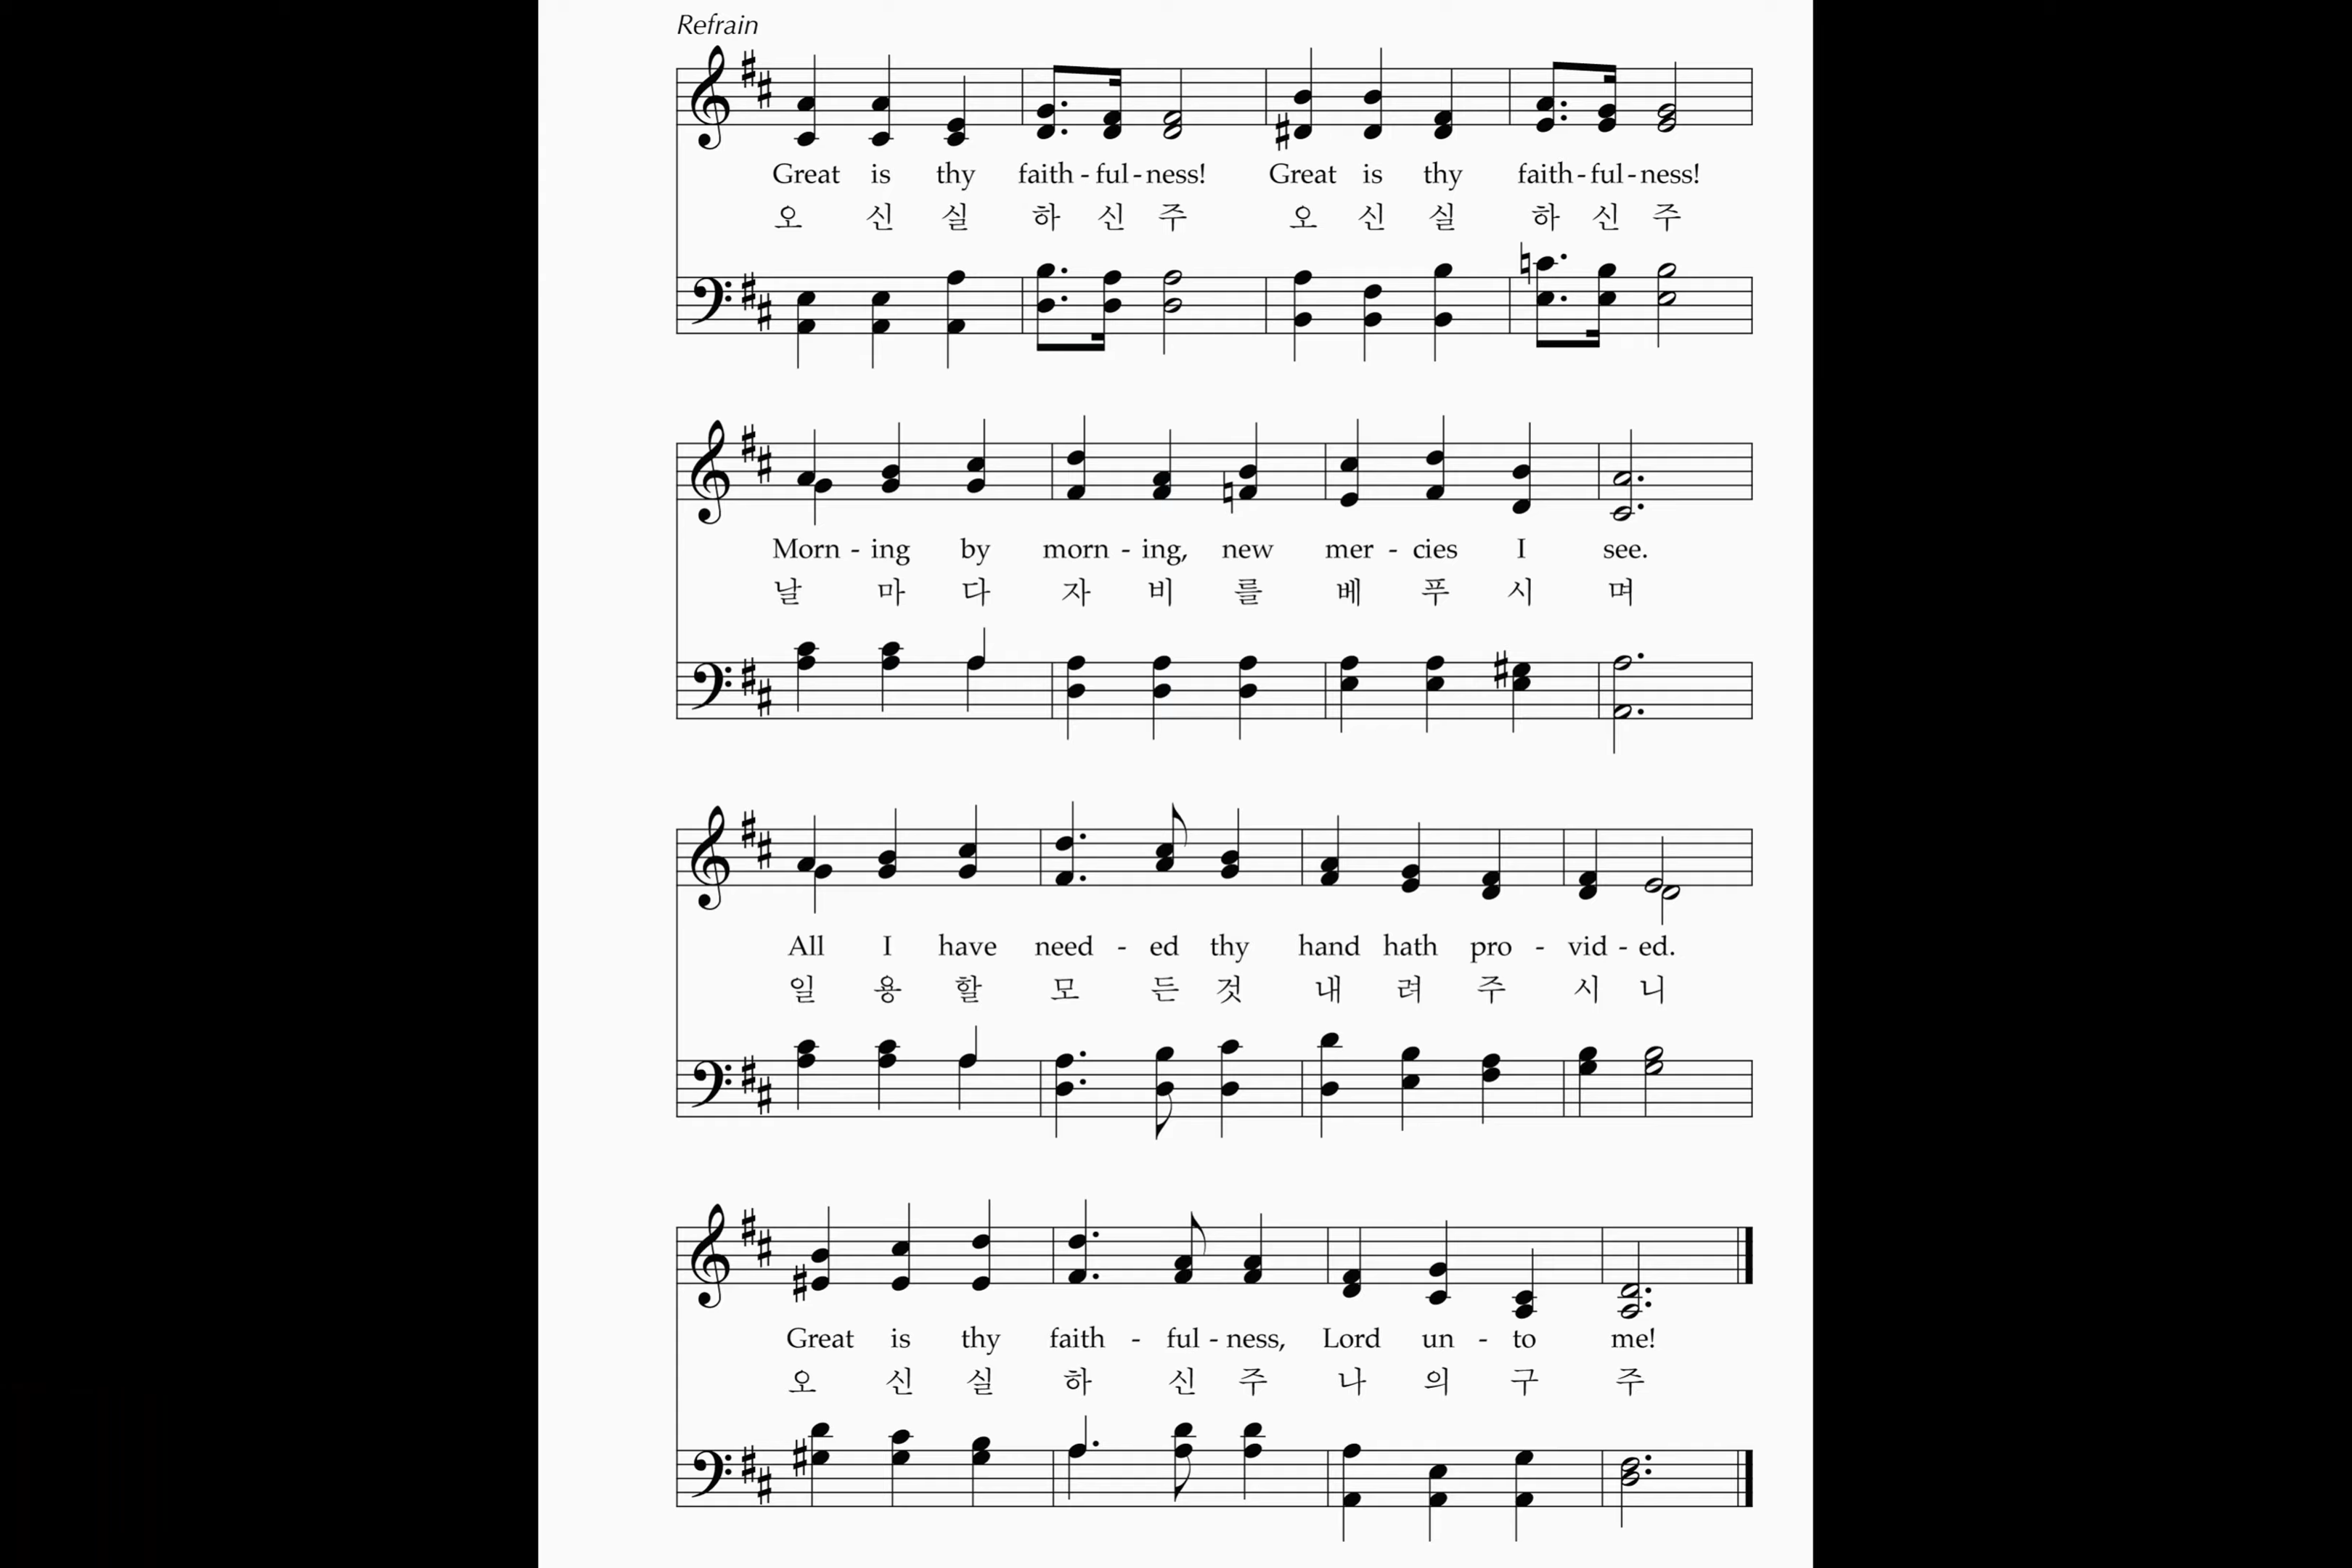 Refrain
Great is thy faith - ful - ness! Great is thy faith - ful - ness!
오 신 실 하 신 주 오 신 실 하 신 주
Morn - ing by morn - ing, new mer - cies I see.
날 마 다 자 비 를 베 푸 시 며
All I have need - ed thy hand hath pro - vid - ed.
일 용 할 모 든 것 내 려 주 시 니
Great is thy faith - ful - ness, Lord un - to me!
오 신 실 하 신 주 나 의 구 주